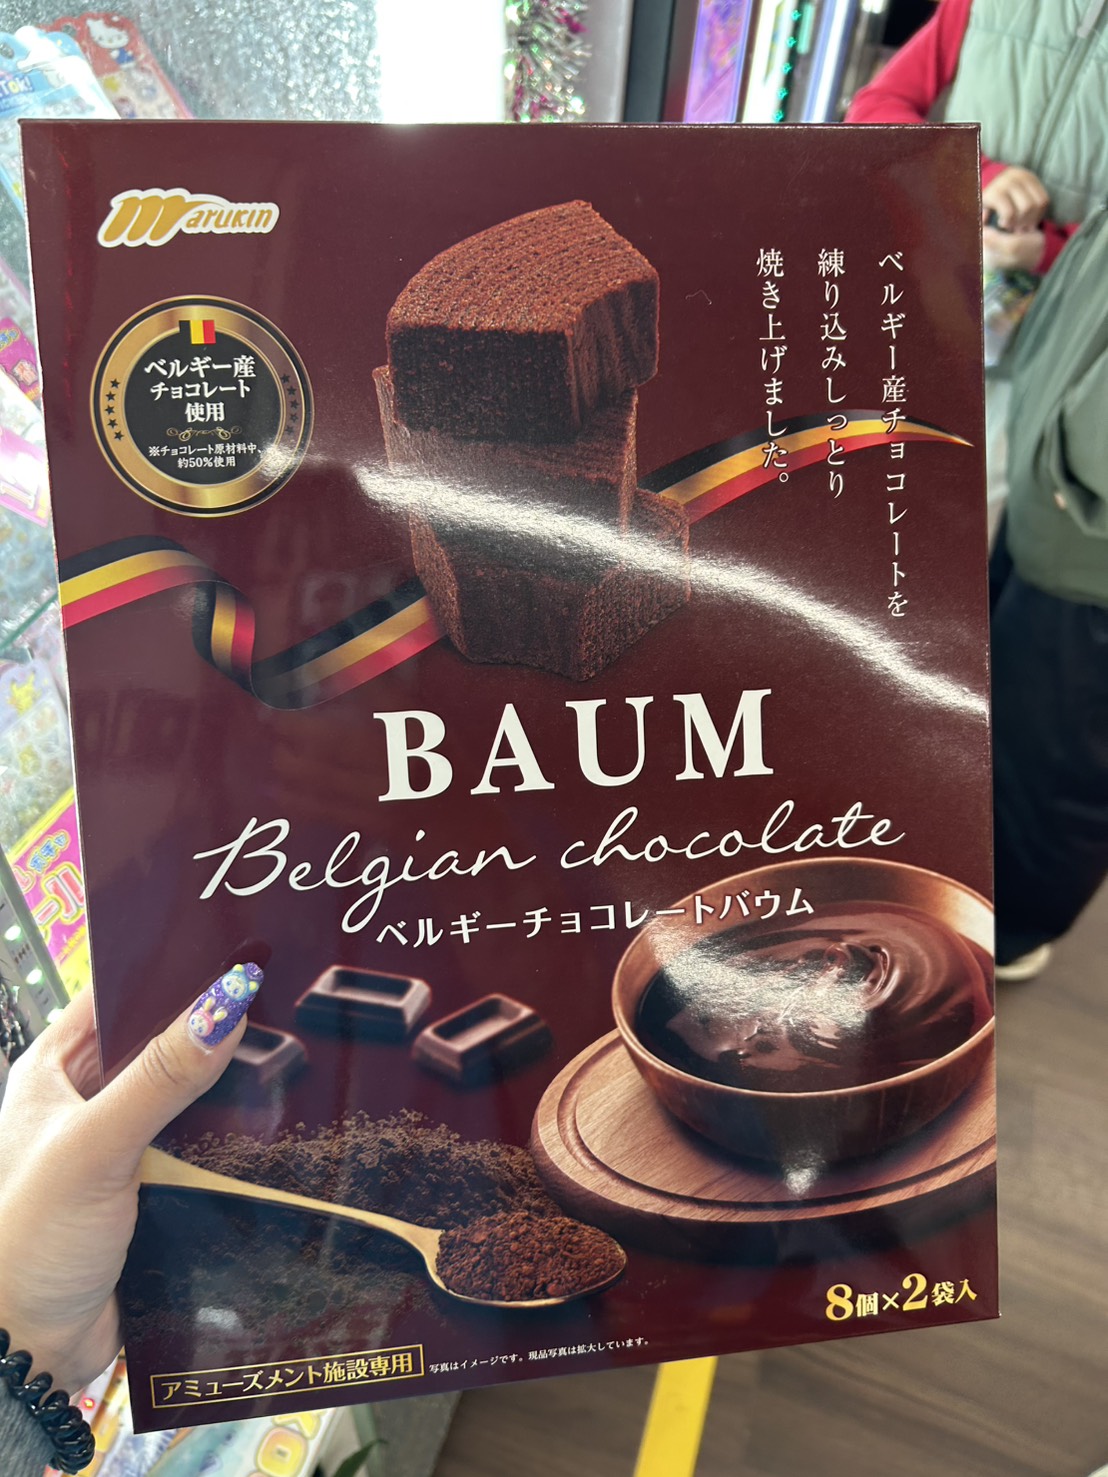 marukin
ベルギー産
チョコレート
使用
※チョコレート原材料中、
約50%使用
ベルギー産チョコレートを
練り込みしっとり
焼き上げました。
BAUM
Belgian chocolate
ベルギーチョコレートバウム
8個×2袋入
アミューズメント施設専用
写真はイメージです。現品写真は拡大しています。